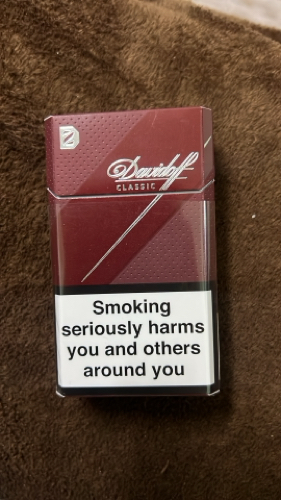 Davidoff
CLASSIC
Smoking
seriously harms
you and others
around you